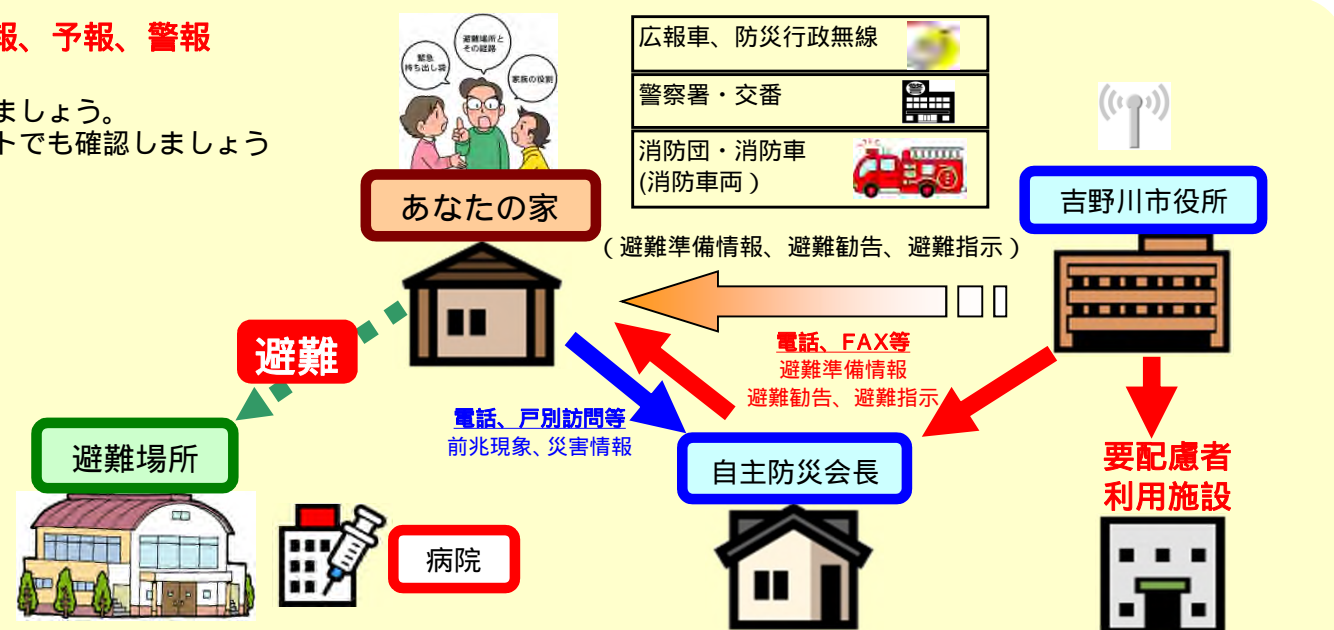 報、予報、警報
ましょう。
トでも確認しましょう
緊急
持ち出し袋
避難場所と
その経路
家族の役割
広報車、防災行政無線
警察署・交番
警
消防団・消防車
(消防車両)
あなたの家
吉野川市役所
(避難準備情報、避難勧告、避難指示)
避難
電話、FAX等
避難準備情報
避難勧告、避難指示
電話、戸別訪問等
前兆現象、災害情報
避難場所
自主防災会長
要配慮者
利用施設
病院